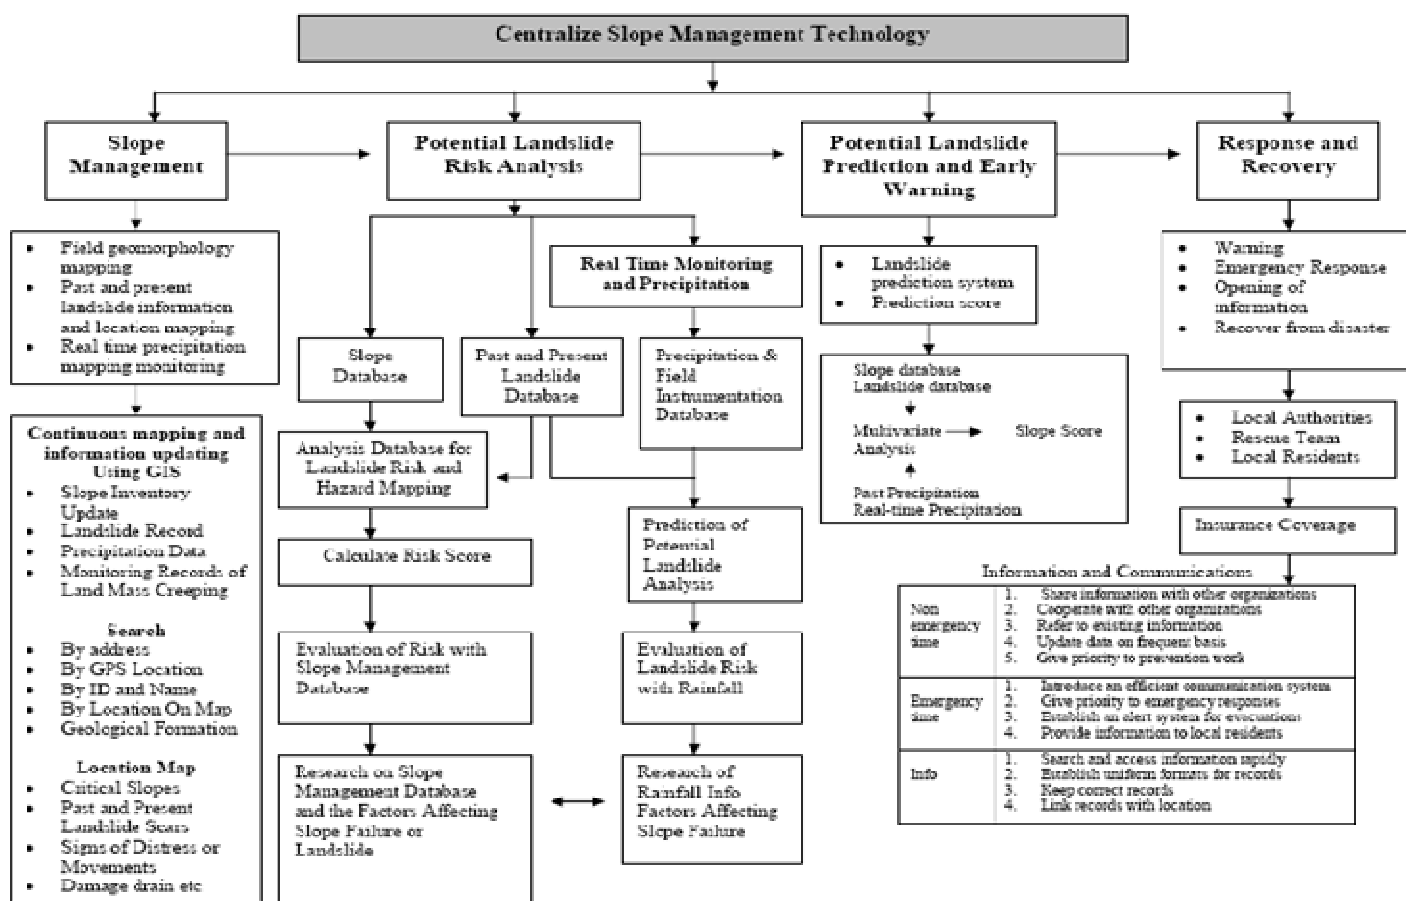 Centralize Slope Management Technology
Slope
Management
Potential Landslide
Risk Analysis
Potential Landslide
Prediction and Early
Warning
Response and
Recovery
• Field geomorphology
mapping
• Past and present
landslide information
and location mapping
• Real time precipitation
mapping monitoring
Continuous mapping and
information updating
Using GIS
• Slope Inventory
Update
• Landslide Record
• Precipitation Data
• Monitoring Records of
Land Mass Creeping
Search
• By address
• By GPS Location
• By ID and Name
• By Location On Map
• Geological Formation
Location Map
• Critical Slopes
• Past and Present
Landslide Scars
• Signs of Distress or
Movements
• Damage drain etc
Real Time Monitoring
and Precipitation
Slope
Database
Past and Present
Landslide
Database
Precipitation &
Field
Instrumentation
Database
Analysis Database for
Landslide Risk and
Hazard Mapping
Calculate Risk Score
Evaluation of Risk with
Slope Management
Database
Research on Slope
Management Database
and the Factors Affecting
Slope Failure or
Landslide
Prediction of
Potential
Landslide
Analysis
Evaluation of
Landslide Risk
with Rainfall
Research of
Rainfall Info
Factors Affecting
Slope Failure
• Landslide
prediction system
• Prediction score
Slope database
Landslide database
Multivariate
Analysis
Slope Score
Past Precipitation
Real-time Precipitation
• Warning
• Emergency Response
• Opening of
information
• Recover from disaster
• Local Authorities
• Rescue Team
• Local Residents
Insurance Coverage
Information and Communications
Non
emergency
time
1. Share information with other organizations
2. Cooperate with other organizations
3. Refer to existing information
4. Update data on frequent basis
5. Give priority to prevention work
Emergency
time
1. Introduce an efficient communication system
2. Give priority to emergency responses
3. Establish an alert system for evacuations
4. Provide information to local residents
Info
1. Search and access information rapidly
2. Establish uniform formats for records
3. Keep correct records
4. Link records with location